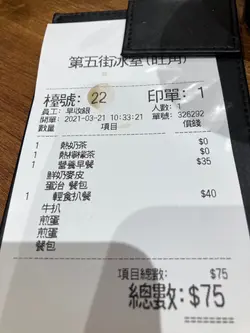 第五街冰室(旺角)
檯號: 22 印單: 1
員工: 早收銀 人數: 1
開單: 2021-03-21 10:33:21 單號: 326292
數量 項目 價錢
1 熱奶茶 $0
1 熱檸檬茶 $0
1 營養早餐 $35
鮮奶麥皮
蛋治 餐包
1 輕食扒餐 $40
牛扒
煎蛋
煎蛋
餐包
項目總數: $75
總數: $75